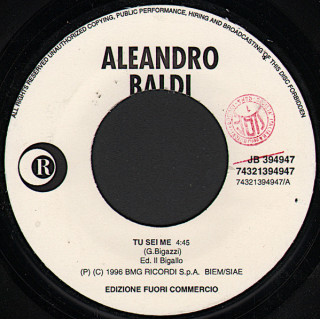 ALL RIGHTS RESERVED. UNAUTHORIZED COPYING, PUBLIC PERFORMANCE, HIRING AND BROADCASTING OF THIS DISC FORBIDDEN
ALEANDRO
BALDI
R
JB 394947
74321394947
74321394947/A
TU SEI ME 4:45
(G.Bigazzi)
Ed. Il Bigallo
(P) (C) 1996 BMG RICORDI S.p.A. BIEM/SIAE
EDIZIONE FUORI COMMERCIO